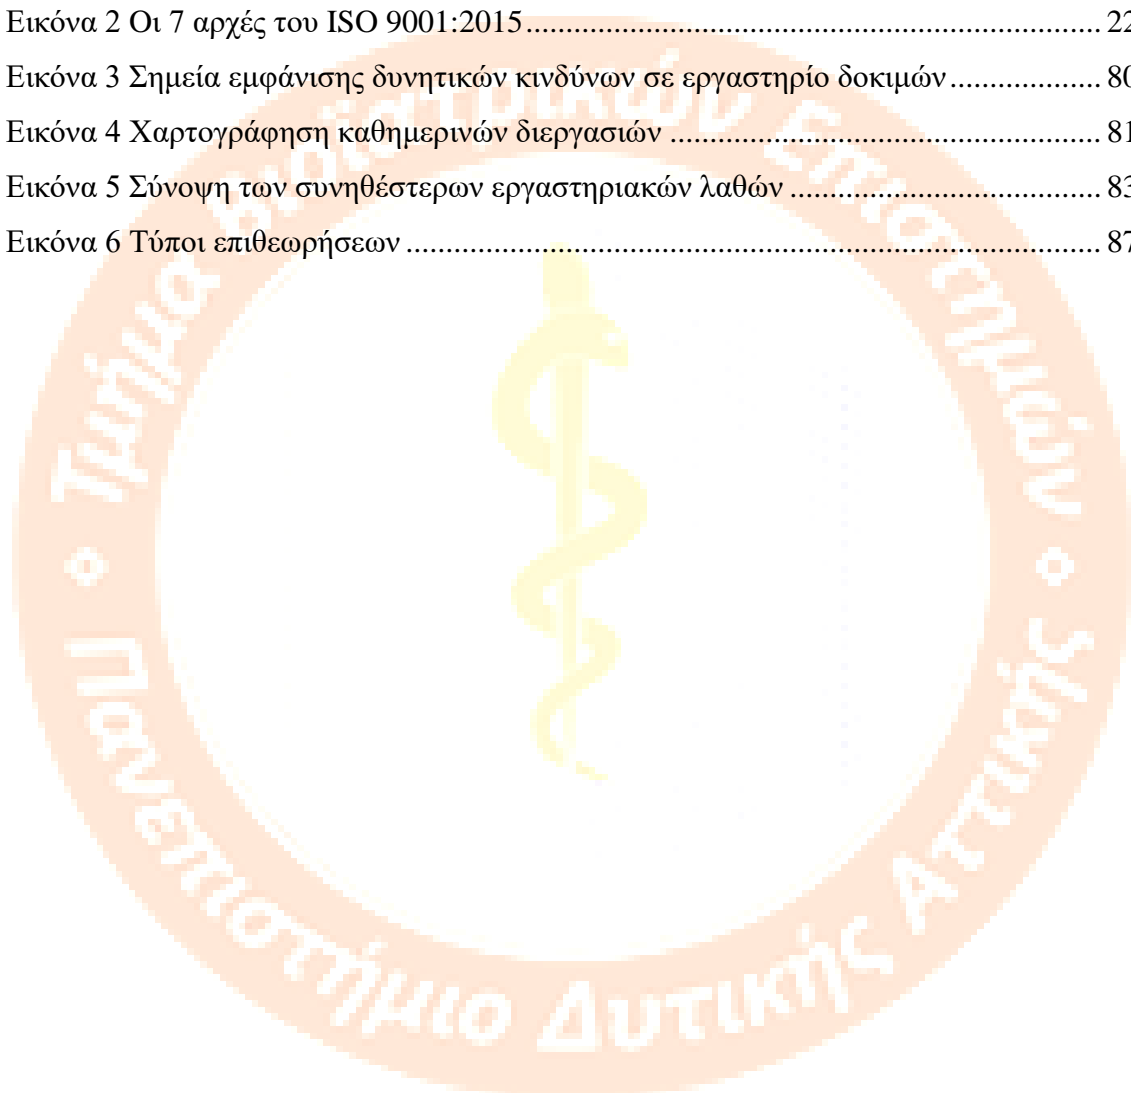 Εικόνα 2 Οι 7 αρχές του ISO 9001:2015 ........ 22
Εικόνα 3 Σημεία εμφάνισης δυνητικών κινδύνων σε εργαστηρίο δοκιμών ........ 80
Εικόνα 4 Χαρτογράφηση καθημερινών διεργασιών ........ 81
Εικόνα 5 Σύνοψη των συνηθέστερων εργαστηριακών λαθών ........ 83
Εικόνα 6 Τύποι επιθεωρήσεων ........ 87
Τμήμα Βιοϊατρικών Επιστημών
Πανεπιστήμιο Δυτικής Αττικής